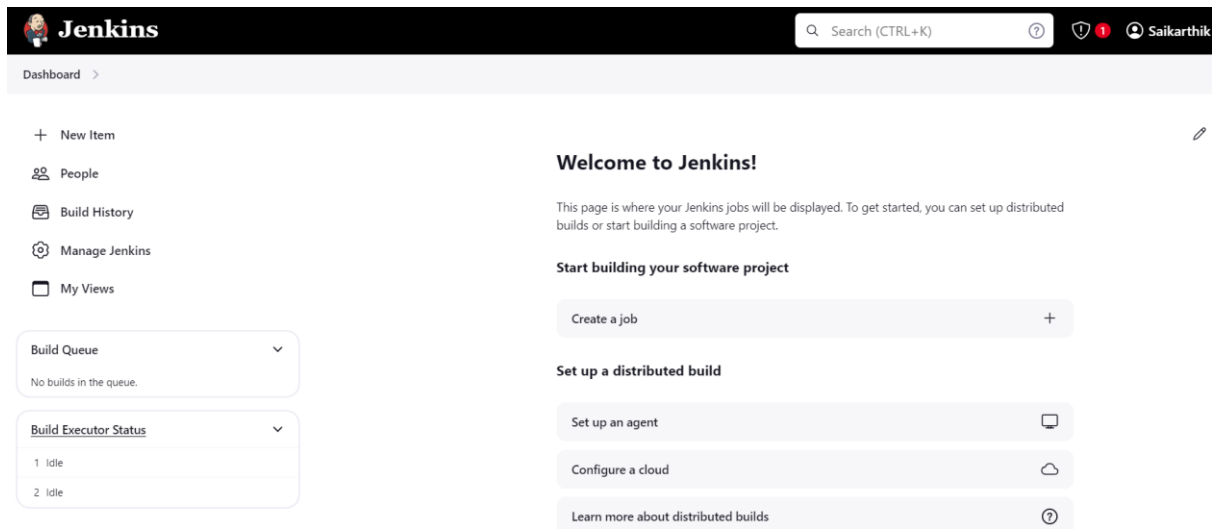 Jenkins
Search (CTRL+K)
1
Saikarthik
Dashboard
New Item
People
Build History
Manage Jenkins
My Views
Build Queue
No builds in the queue.
Build Executor Status
1 Idle
2 Idle
Welcome to Jenkins!
This page is where your Jenkins jobs will be displayed. To get started, you can set up distributed
builds or start building a software project.
Start building your software project
Create a job
Set up a distributed build
Set up an agent
Configure a cloud
Learn more about distributed builds